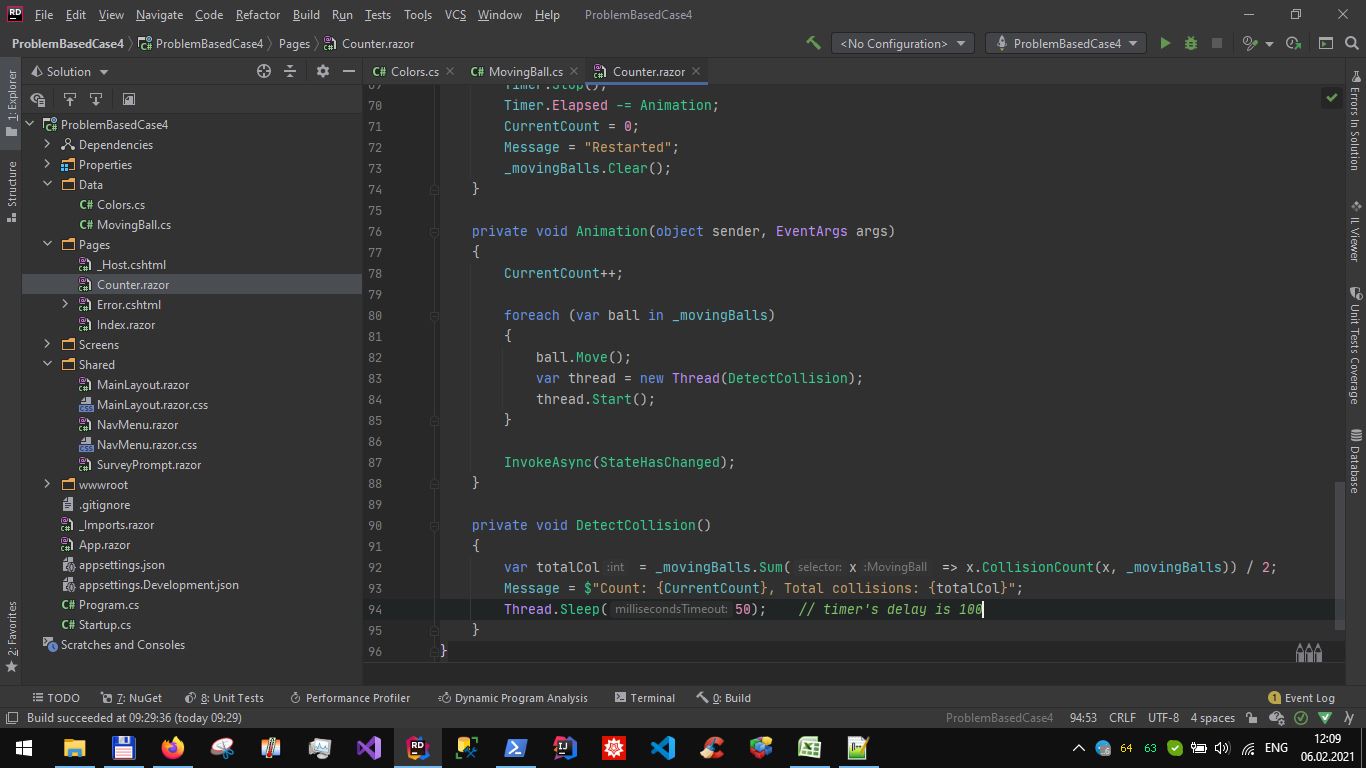 RD File Edit View Navigate Code Refactor Build Run Tests Tools VCS Window Help ProblemBasedCase4
ProblemBasedCase4 ProblemBasedCase4 Pages Counter.razor <No Configuration> ProblemBasedCase4
Solution
C# Colors.cs C# MovingBall.cs Counter.razor
1: Explorer
Structure
2: Favorites
ProblemBasedCase4
Dependencies
Properties
Data
C# Colors.cs
C# MovingBall.cs
Pages
_Host.cshtml
Counter.razor
Error.cshtml
Index.razor
Screens
Shared
MainLayout.razor
MainLayout.razor.css
NavMenu.razor
NavMenu.razor.css
SurveyPrompt.razor
wwwroot
.gitignore
_Imports.razor
App.razor
appsettings.json
appsettings.Development.json
C# Program.cs
C# Startup.cs
Scratches and Consoles
69 Timer.Stop();
70 Timer.Elapsed -= Animation;
71 CurrentCount = 0;
72 Message = "Restarted";
73 _movingBalls.Clear();
74 }
75
76 private void Animation(object sender, EventArgs args)
77 {
78 CurrentCount++;
79
80 foreach (var ball in _movingBalls)
81 {
82 ball.Move();
83 var thread = new Thread(DetectCollision);
84 thread.Start();
85 }
86
87 InvokeAsync(StateHasChanged);
88 }
89
90 private void DetectCollision()
91 {
92 var totalCol :int = _movingBalls.Sum( selector: x :MovingBall => x.CollisionCount(x, _movingBalls)) / 2;
93 Message = $"Count: {CurrentCount}, Total collisions: {totalCol}";
94 Thread.Sleep( millisecondsTimeout: 50); // timer's delay is 100
95 }
96 }
Errors In Solution
IL Viewer
Unit Tests Coverage
Database
TODO 7: NuGet 8: Unit Tests Performance Profiler Dynamic Program Analysis Terminal 0: Build 1 Event Log
Build succeeded at 09:29:36 (today 09:29) ProblemBasedCase4 94:53 CRLF UTF-8 4 spaces
RD IJ 64 63 ENG 12:09
06.02.2021